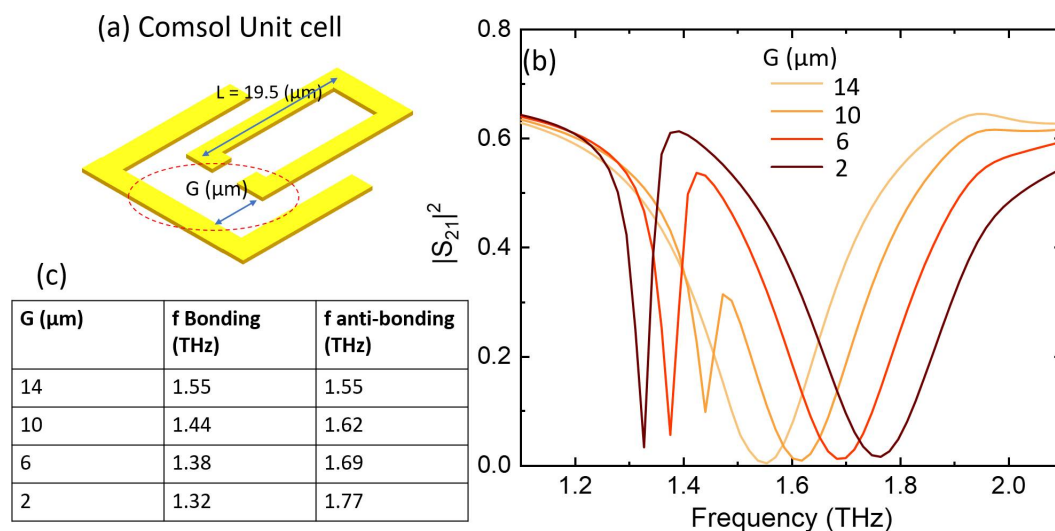 (a) Comsol Unit cell
L = 19.5 (μm)
G (μm)
(b)
G (μm)
14
10
6
2
|S21|²
0.8
0.6
0.4
0.2
0.0
1.2 1.4 1.6 1.8 2.0
Frequency (THz)
(c)
G (μm) f Bonding (THz) f anti-bonding (THz)
14 1.55 1.55
10 1.44 1.62
6 1.38 1.69
2 1.32 1.77